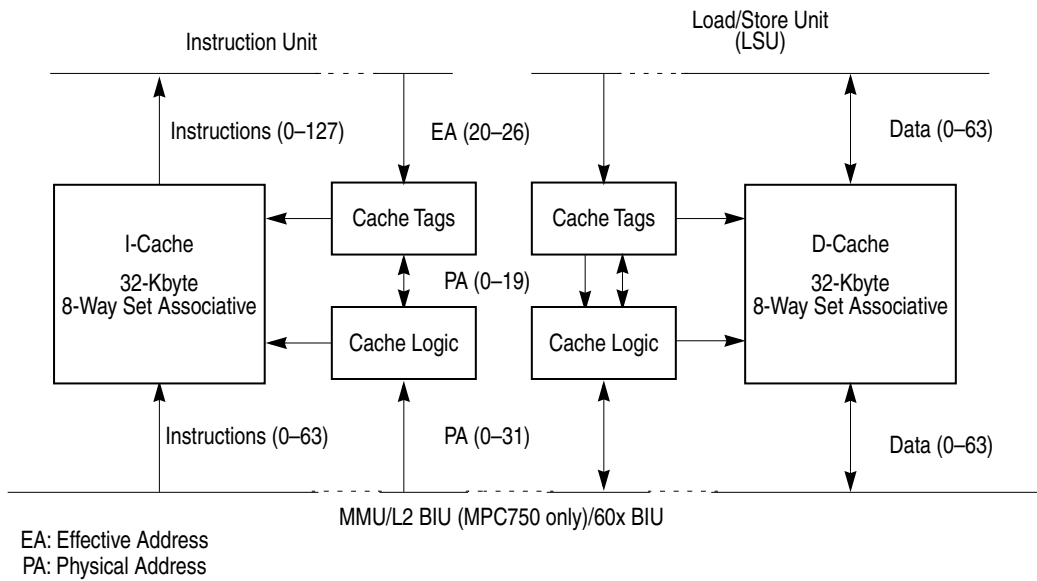 Instruction Unit
Load/Store Unit
(LSU)
Instructions (0–127)
EA (20–26)
Data (0–63)
I-Cache
32-Kbyte
8-Way Set Associative
Cache Tags
PA (0–19)
Cache Logic
Cache Tags
Cache Logic
D-Cache
32-Kbyte
8-Way Set Associative
Instructions (0–63)
PA (0–31)
Data (0–63)
MMU/L2 BIU (MPC750 only)/60x BIU
EA: Effective Address
PA: Physical Address